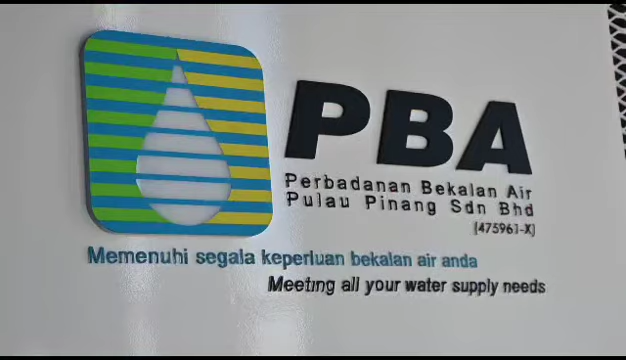 PBA
Perbadanan Bekalan Air
Pulau Pinang Sdn Bhd
(475961-X)
Memenuhi segala keperluan bekalan air anda
Meeting all your water supply needs